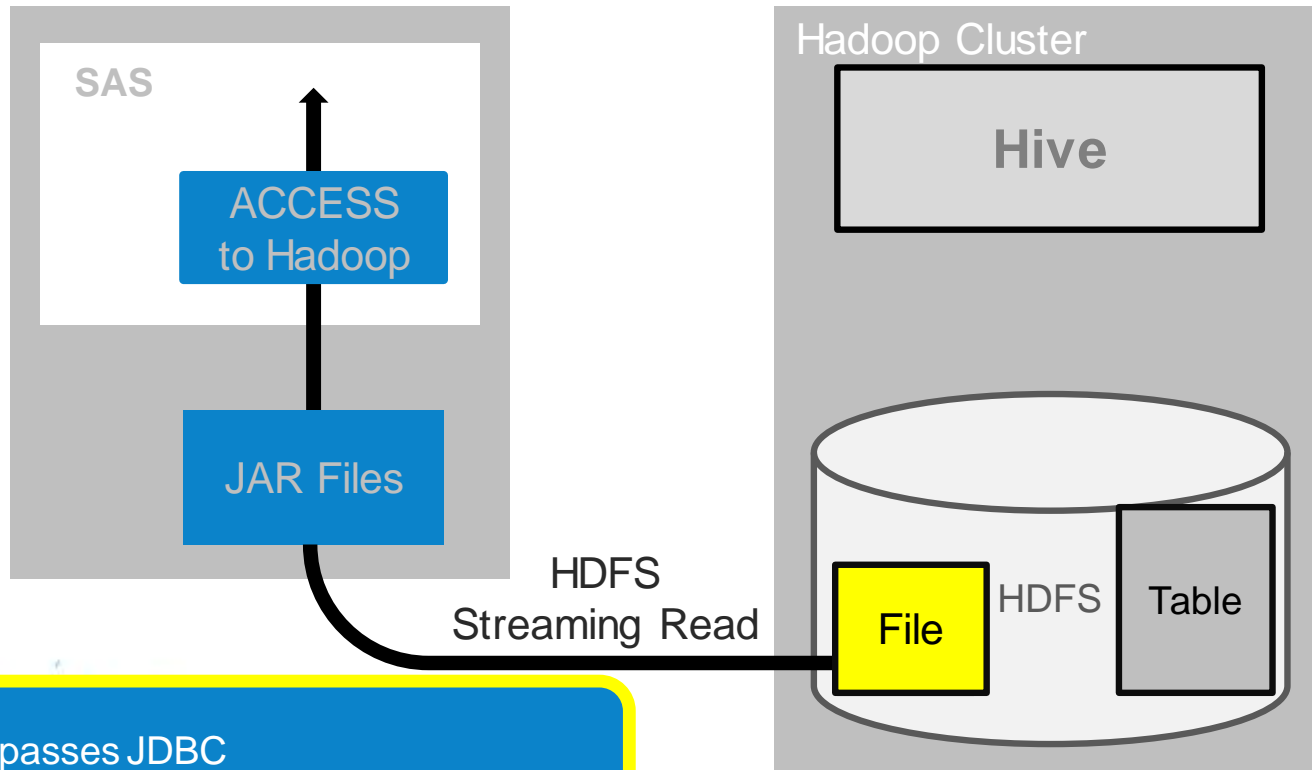 SAS
ACCESS
to Hadoop
JAR Files
HDFS
Streaming Read
Hadoop Cluster
Hive
File
HDFS
Table
passes JDBC